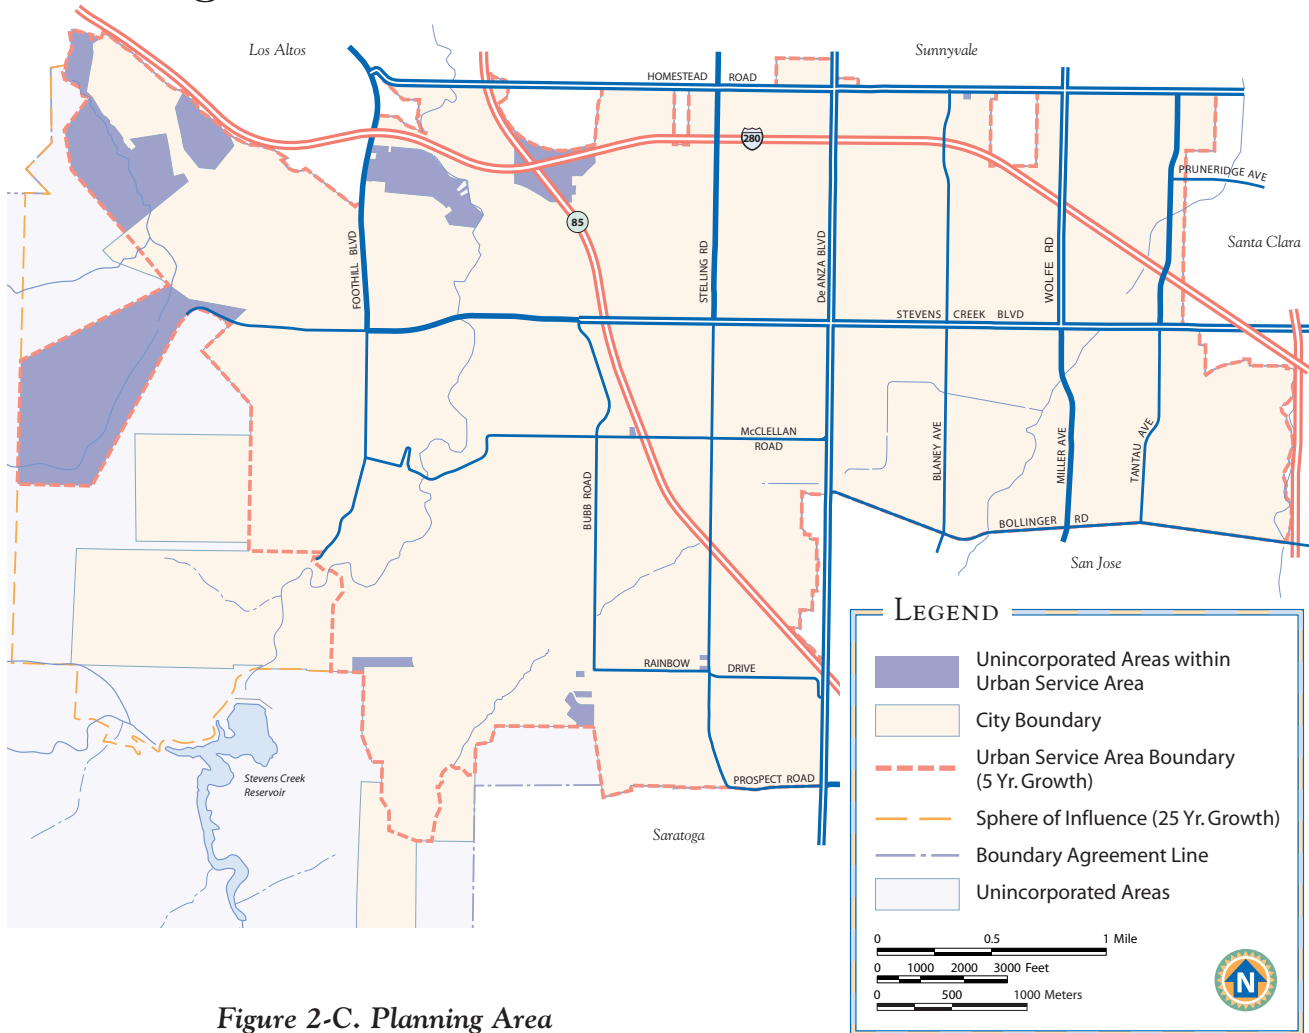 Los Altos
Sunnyvale
HOMESTEAD ROAD
280
PRUNERIDGE AVE
85
Santa Clara
FOOTHILL BLVD
STELLING RD
De ANZA BLVD
WOLFE RD
STEVENS CREEK BLVD
McCLELLAN
ROAD
BLANEY AVE
MILLER AVE
TANTAU AVE
BUBB ROAD
BOLLINGER RD
San Jose
RAINBOW DRIVE
PROSPECT ROAD
Stevens Creek
Reservoir
Saratoga
LEGEND
Unincorporated Areas within
Urban Service Area
City Boundary
Urban Service Area Boundary
(5 Yr. Growth)
Sphere of Influence (25 Yr. Growth)
Boundary Agreement Line
Unincorporated Areas
0 0.5 1 Mile
0 1000 2000 3000 Feet
0 500 1000 Meters
N
Figure 2-C. Planning Area